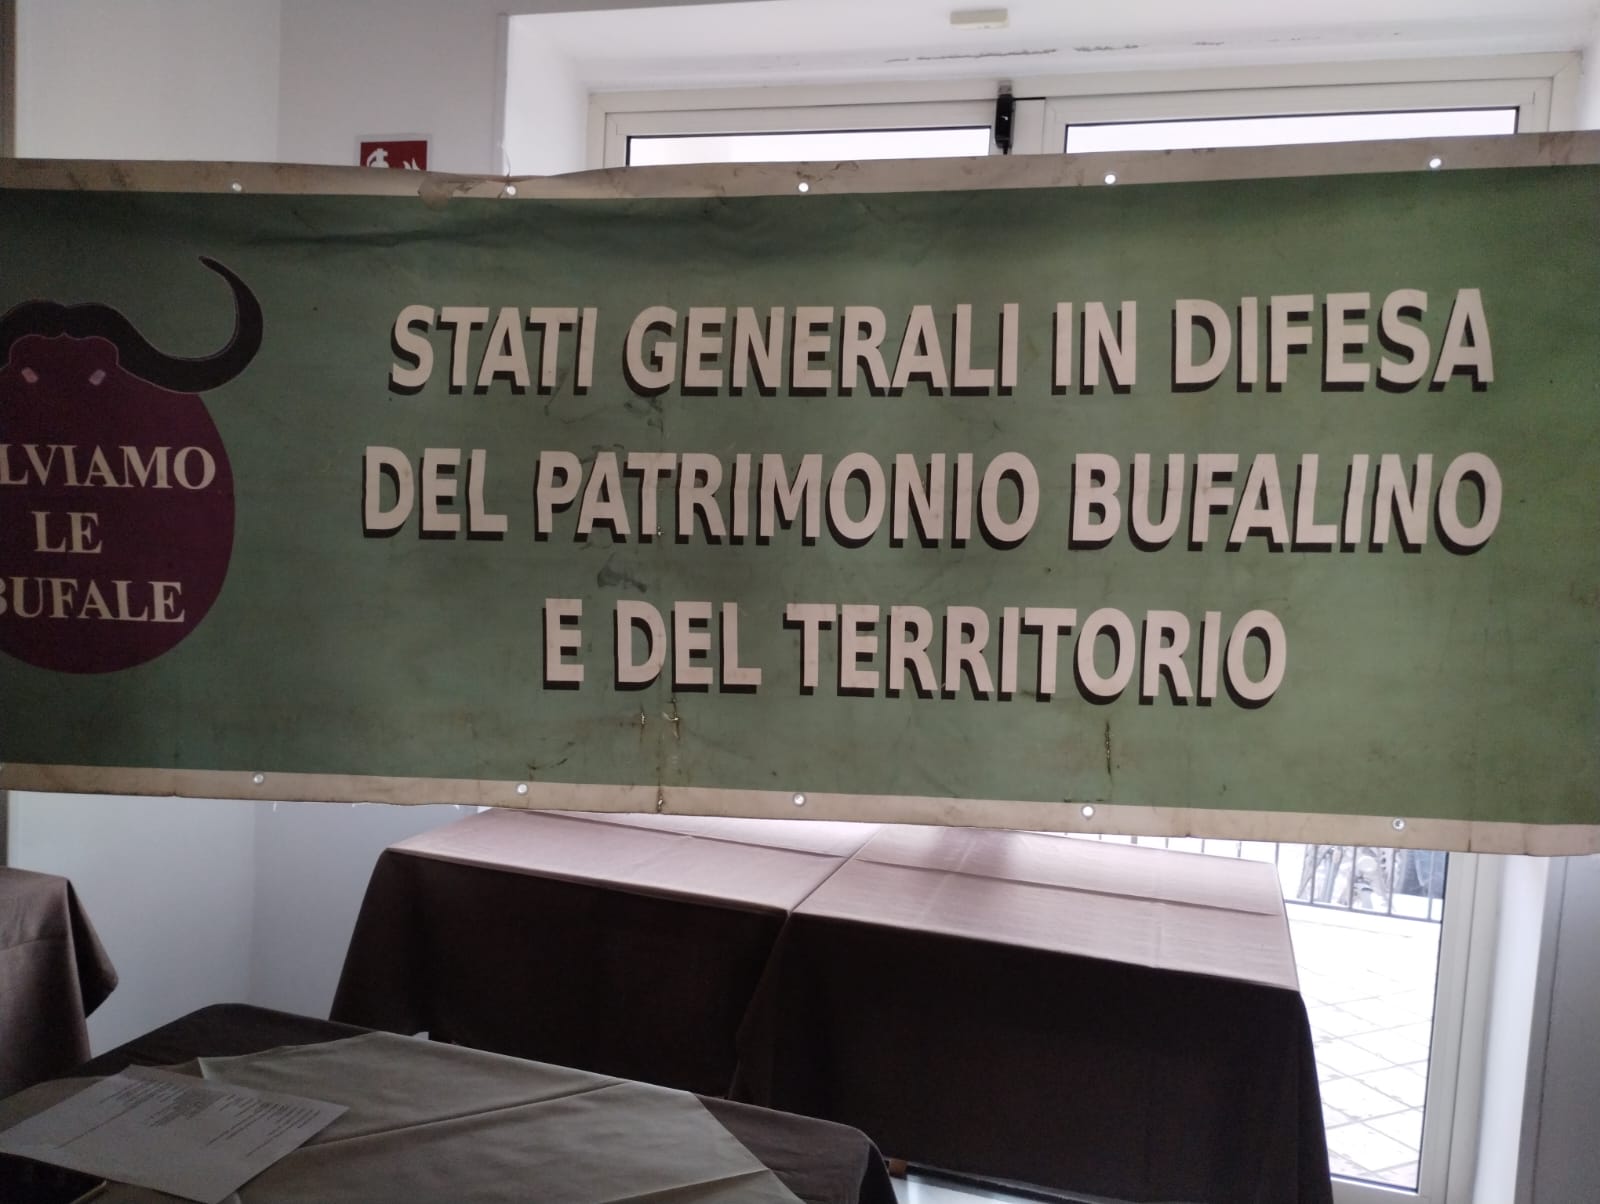 STATI GENERALI IN DIFESA
DEL PATRIMONIO BUFALINO
E DEL TERRITORIO
LVIAMO
LE
BUFALE